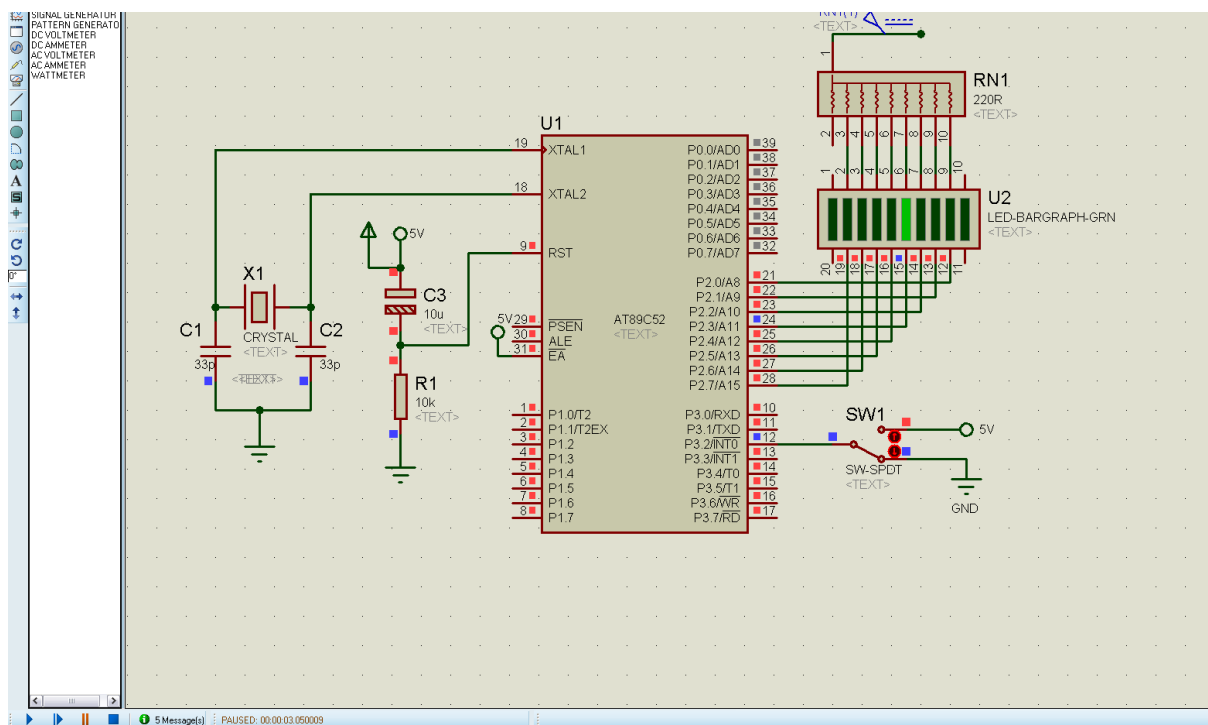 SIGNAL GENERATOR
PATTERN GENERATO
DC VOLTMETER
DC AMMETER
AC VOLTMETER
AC AMMETER
WATTMETER
RN1(1)
<TEXT>
1
RN1
220R
<TEXT>
2 3 4 5 6 7 8 9 10
1 2 3 4 5 6 7 8 9 10
U2
LED-BARGRAPH-GRN
<TEXT>
20 19 18 17 16 15 14 13 12 11
U1
19 XTAL1
18 XTAL2
9 RST
29 PSEN
30 ALE
31 EA
1 P1.0/T2
2 P1.1/T2EX
3 P1.2
4 P1.3
5 P1.4
6 P1.5
7 P1.6
8 P1.7
AT89C52
<TEXT>
P0.0/AD0 39
P0.1/AD1 38
P0.2/AD2 37
P0.3/AD3 36
P0.4/AD4 35
P0.5/AD5 34
P0.6/AD6 33
P0.7/AD7 32
P2.0/A8 21
P2.1/A9 22
P2.2/A10 23
P2.3/A11 24
P2.4/A12 25
P2.5/A13 26
P2.6/A14 27
P2.7/A15 28
P3.0/RXD 10
P3.1/TXD 11
P3.2/INT0 12
P3.3/INT1 13
P3.4/T0 14
P3.5/T1 15
P3.6/WR 16
P3.7/RD 17
5V
5V
X1
CRYSTAL
<TEXT>
C1
33p
<TEXT>
C2
33p
C3
10u
<TEXT>
R1
10k
<TEXT>
SW1
5V
SW-SPDT
<TEXT>
GND
0°
A
S
5 Message(s)
PAUSED: 00:00:03.050009